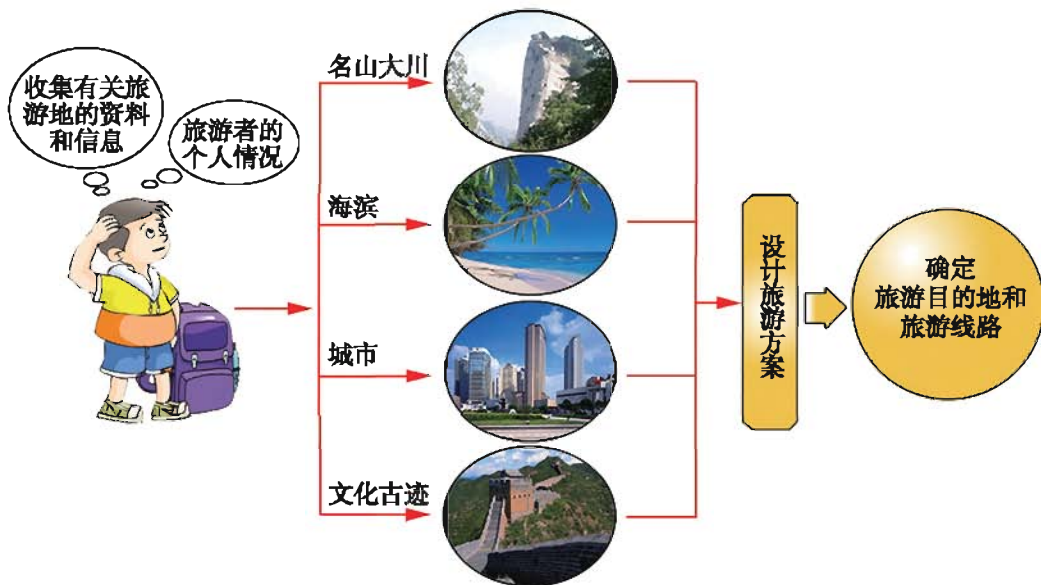 收集有关旅
游地的资料
和信息
旅游者的
个人情况
名山大川
海滨
城市
文化古迹
设计旅游方案
确定
旅游目的地和
旅游线路